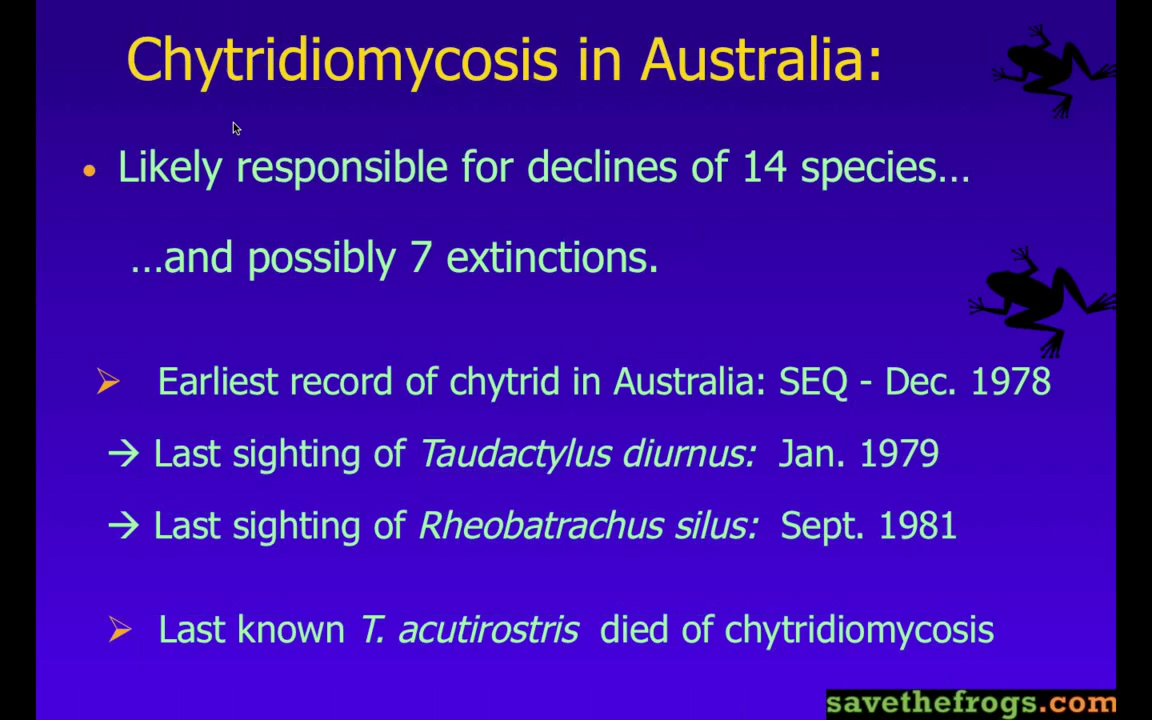 Chytridiomycosis in Australia:
• Likely responsible for declines of 14 species…
…and possibly 7 extinctions.
➢ Earliest record of chytrid in Australia: SEQ - Dec. 1978
→ Last sighting of Taudactylus diurnus: Jan. 1979
→ Last sighting of Rheobatrachus silus: Sept. 1981
➢ Last known T. acutirostris died of chytridiomycosis
savethefrogs.com